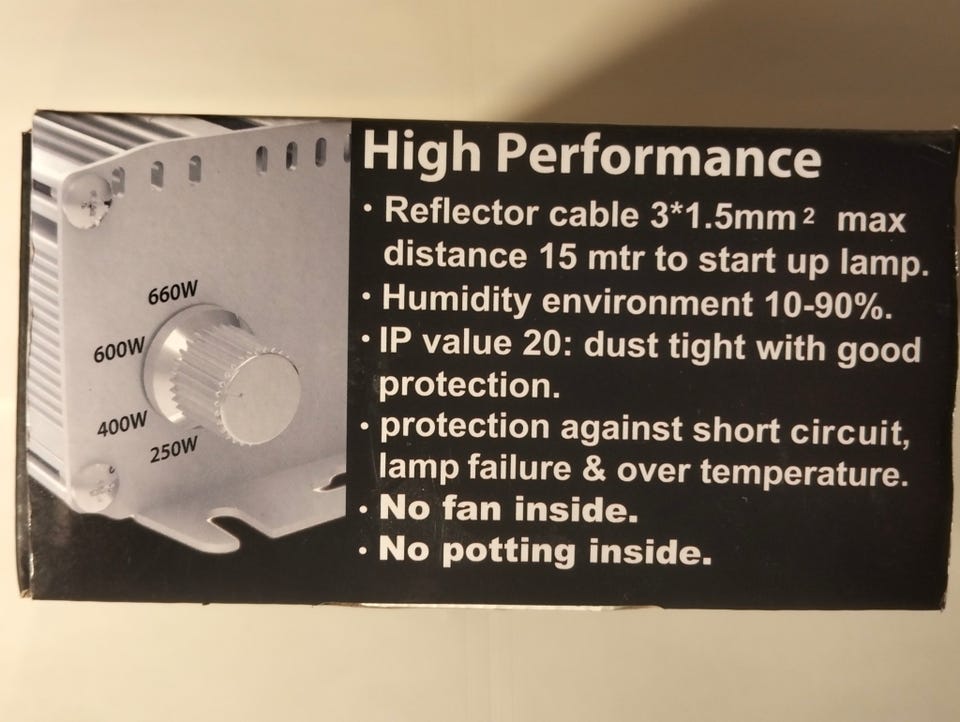 High Performance
• Reflector cable 3*1.5mm² max
distance 15 mtr to start up lamp.
• Humidity environment 10-90%.
• IP value 20: dust tight with good
protection.
• protection against short circuit,
lamp failure & over temperature.
• No fan inside.
• No potting inside.
660W
600W
400W
250W